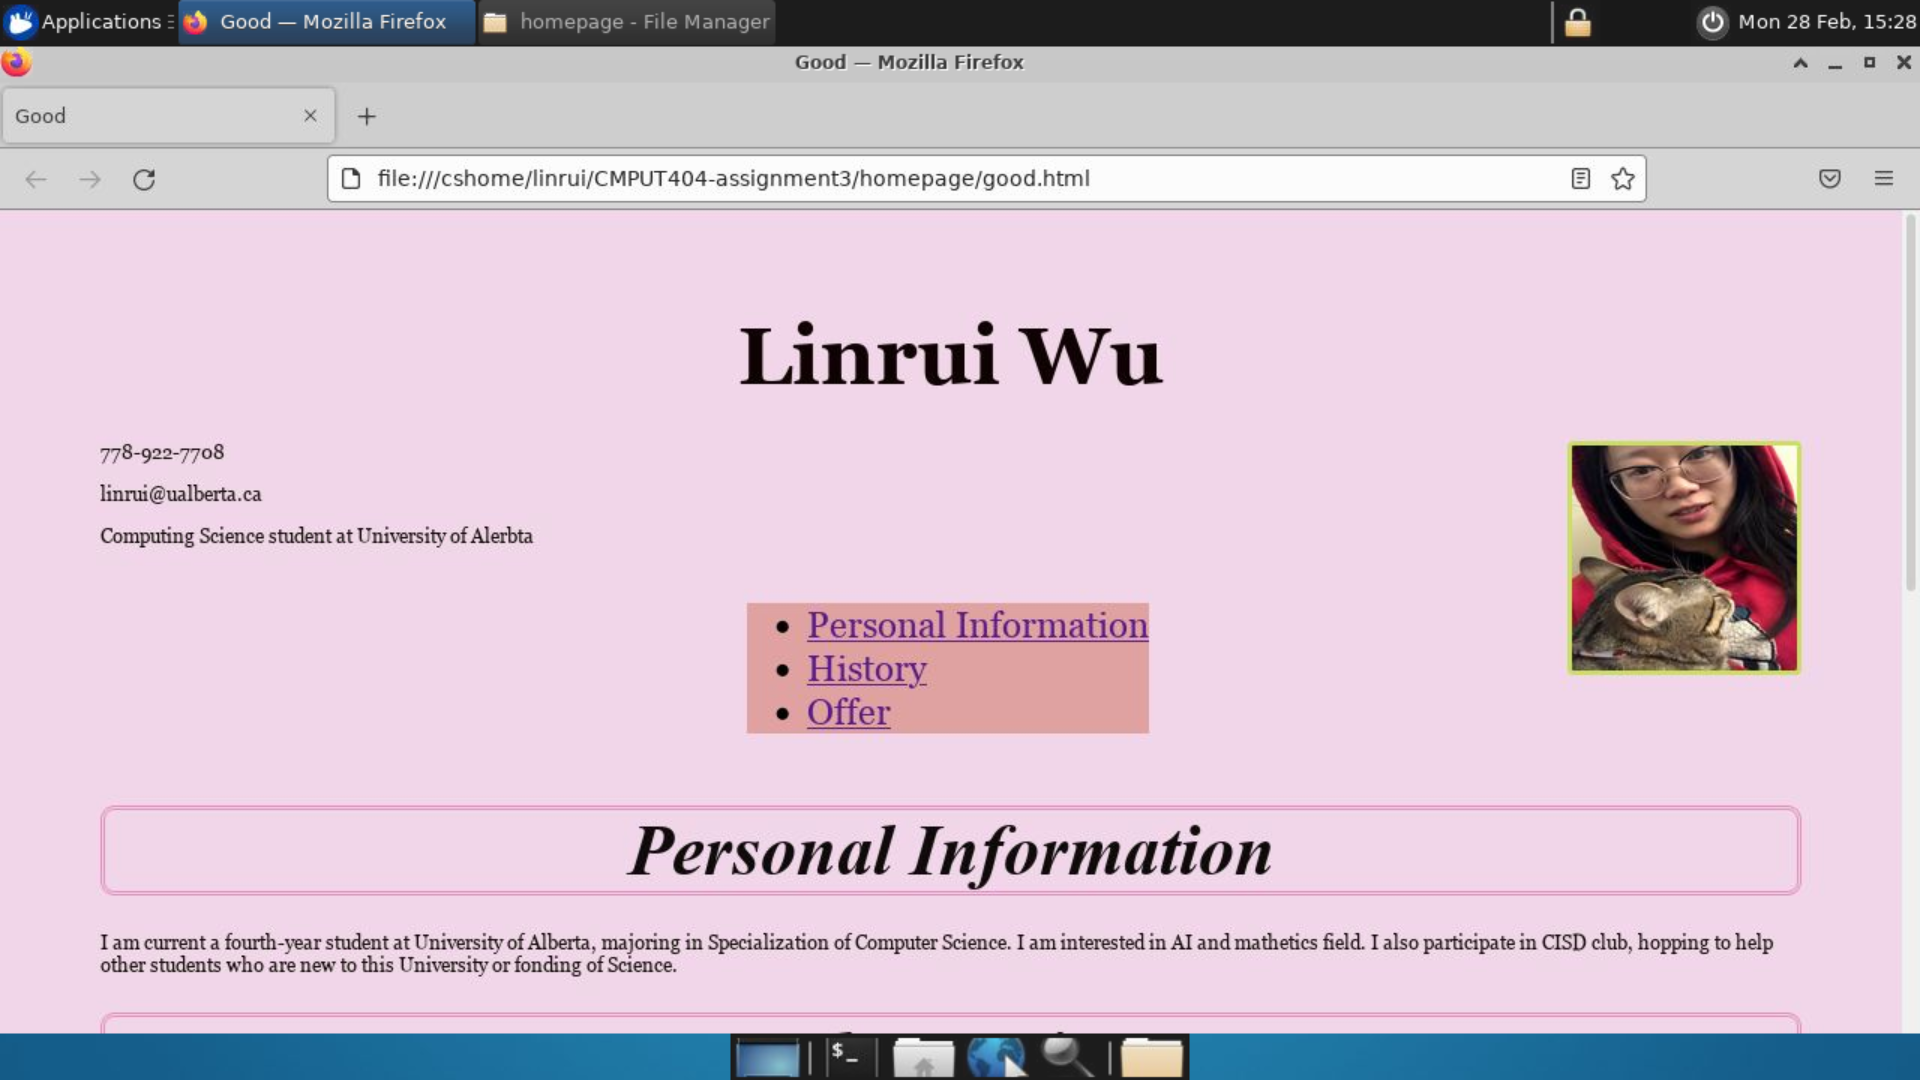 Applications
Good — Mozilla Firefox
homepage - File Manager
Mon 28 Feb, 15:28
Good — Mozilla Firefox
Good
file:///cshome/linrui/CMPUT404-assignment3/homepage/good.html
Linrui Wu
778-922-7708
linrui@ualberta.ca
Computing Science student at University of Alerbta
Personal Information
History
Offer
Personal Information
I am current a fourth-year student at University of Alberta, majoring in Specialization of Computer Science. I am interested in AI and mathetics field. I also participate in CISD club, hopping to help
other students who are new to this University or fonding of Science.
$_